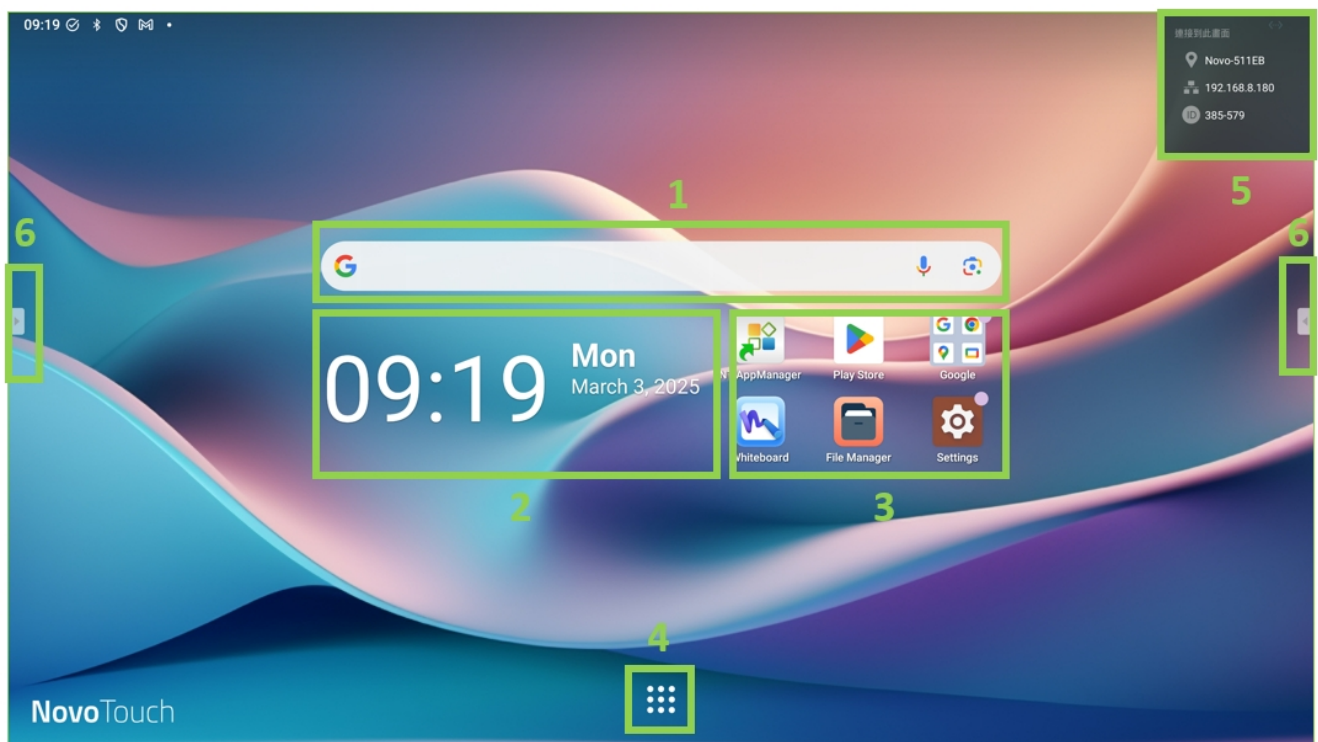 09:19
連接到此畫面
Novo-511EB
192.168.8.180
ID 385-579
1
5
6
6
G
09:19
Mon
March 3, 2025
AppManager
Play Store
Google
Whiteboard
File Manager
Settings
2
3
4
NovoTouch